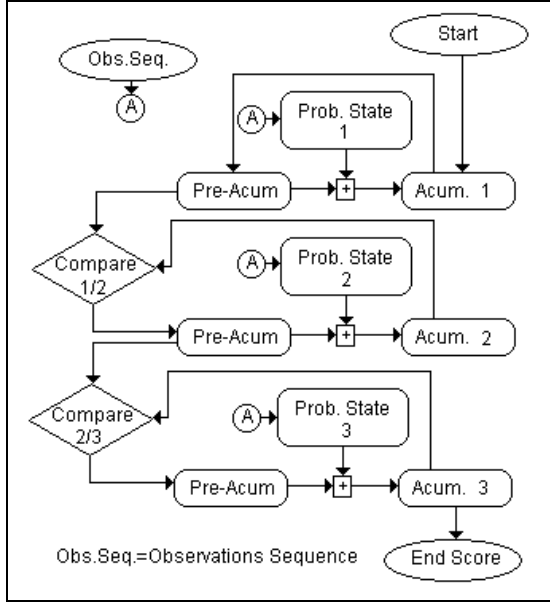 Start
Obs.Seq.
A
A
Prob. State
1
Pre-Acum
+
Acum. 1
Compare
1/2
A
Prob. State
2
Pre-Acum
+
Acum. 2
Compare
2/3
A
Prob. State
3
Pre-Acum
+
Acum. 3
Obs.Seq.=Observations Sequence
End Score